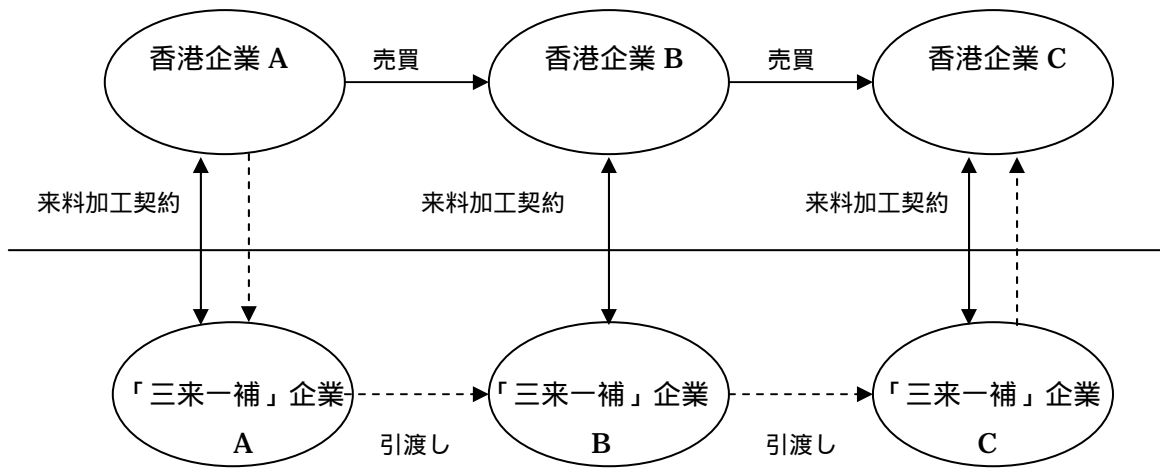 香港企業 A
売買
香港企業 B
売買
香港企業 C
来料加工契約
来料加工契約
来料加工契約
「三来一補」企業
A
引渡し
「三来一補」企業
B
引渡し
「三来一補」企業
C